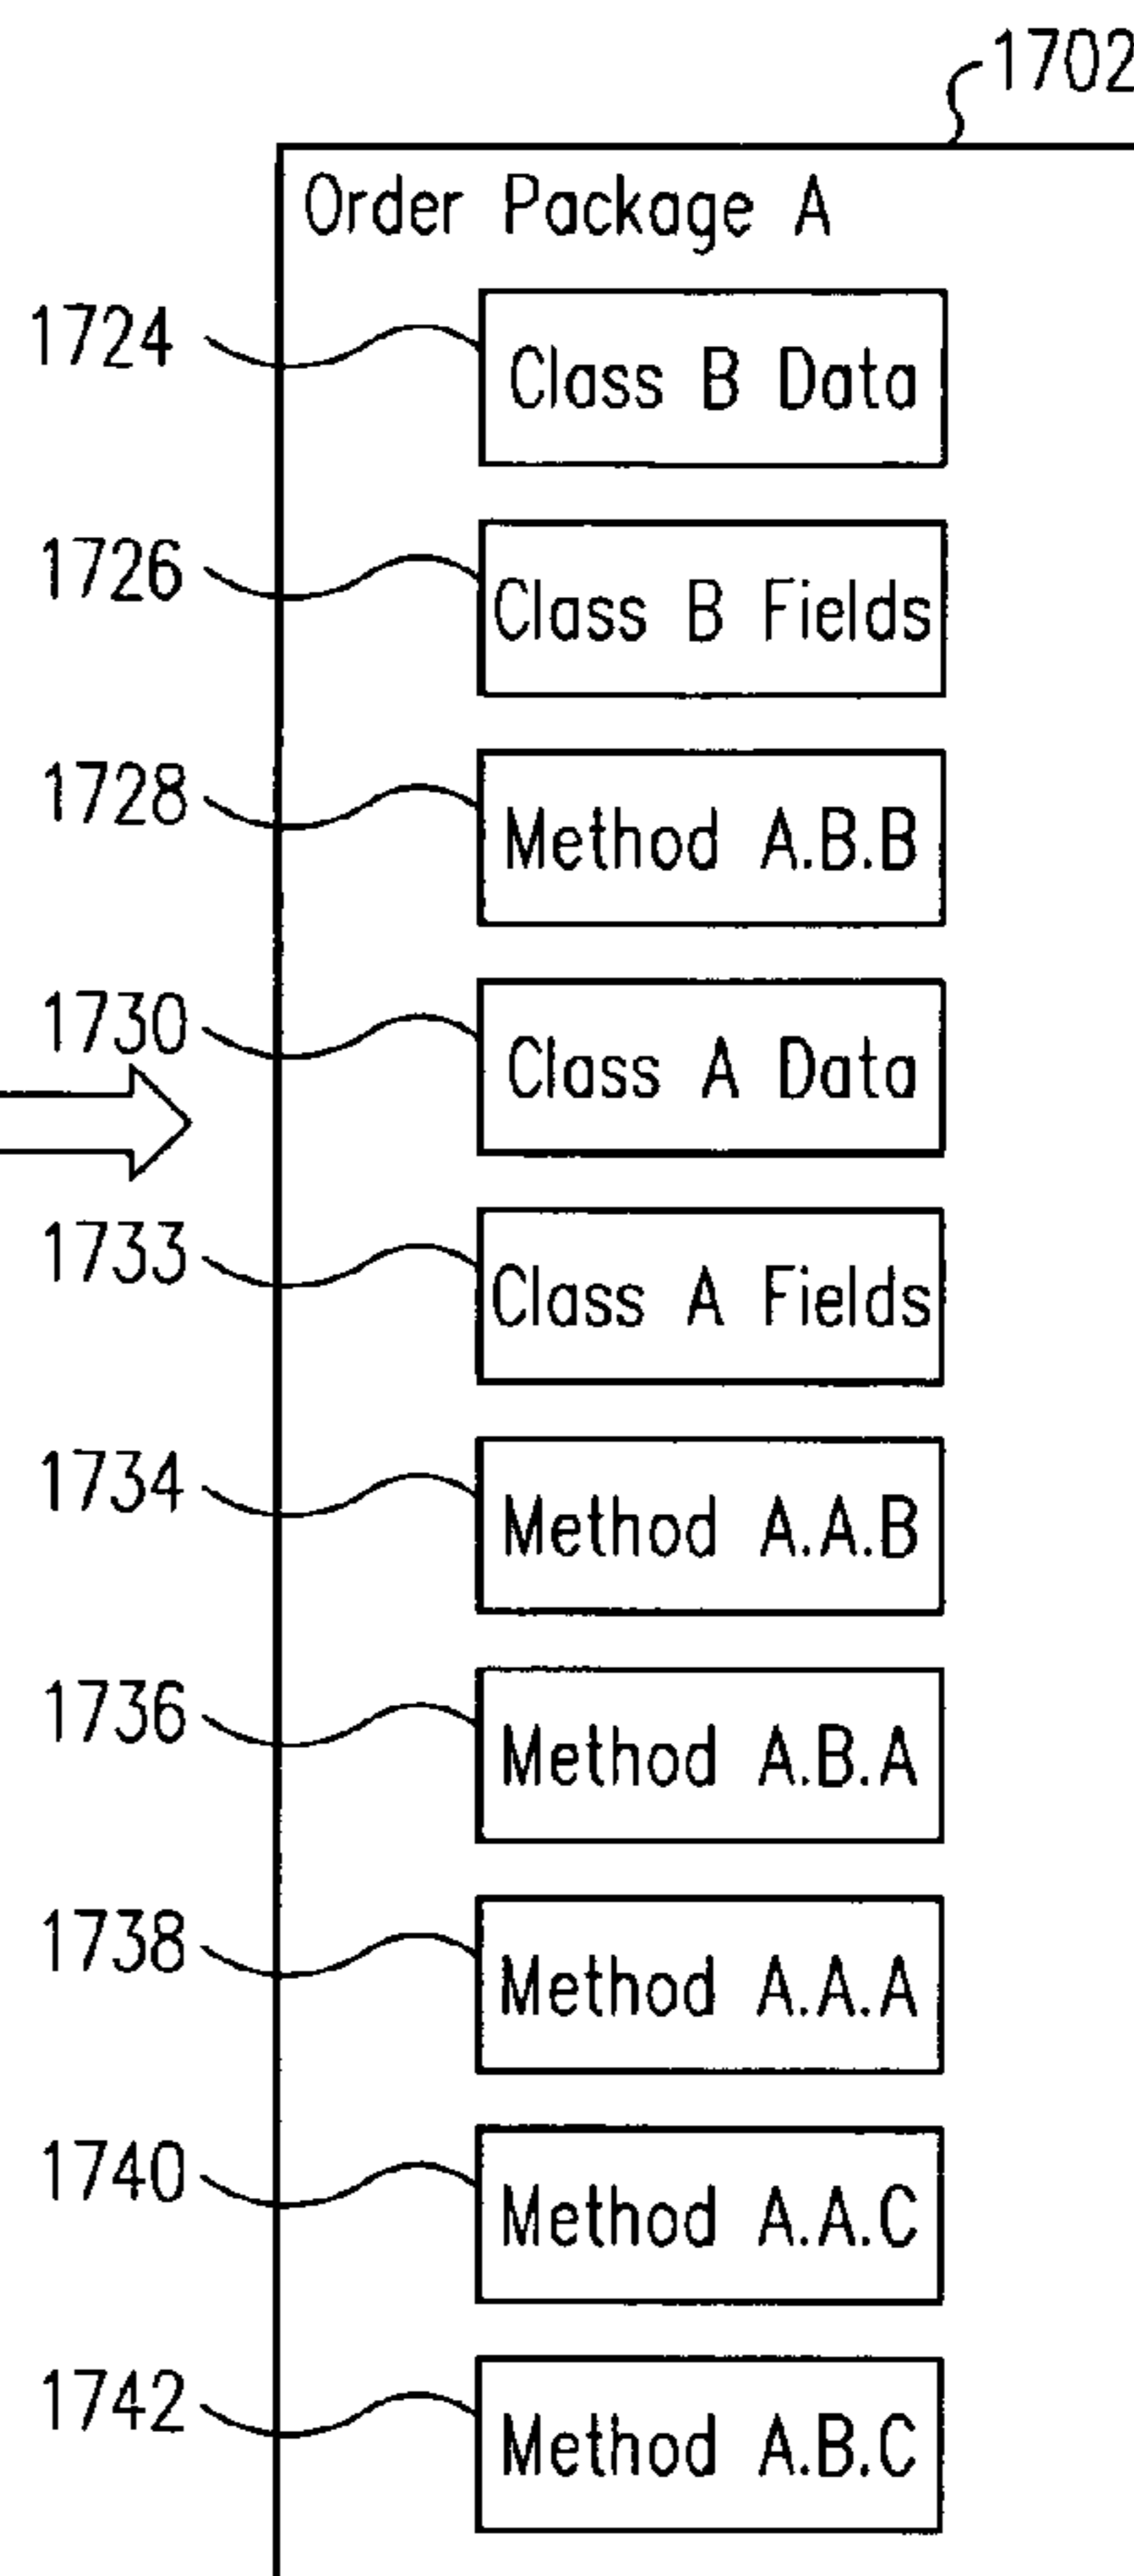 1702
Order Package A
1724
Class B Data
1726
Class B Fields
1728
Method A.B.B
1730
Class A Data
1733
Class A Fields
1734
Method A.A.B
1736
Method A.B.A
1738
Method A.A.A
1740
Method A.A.C
1742
Method A.B.C